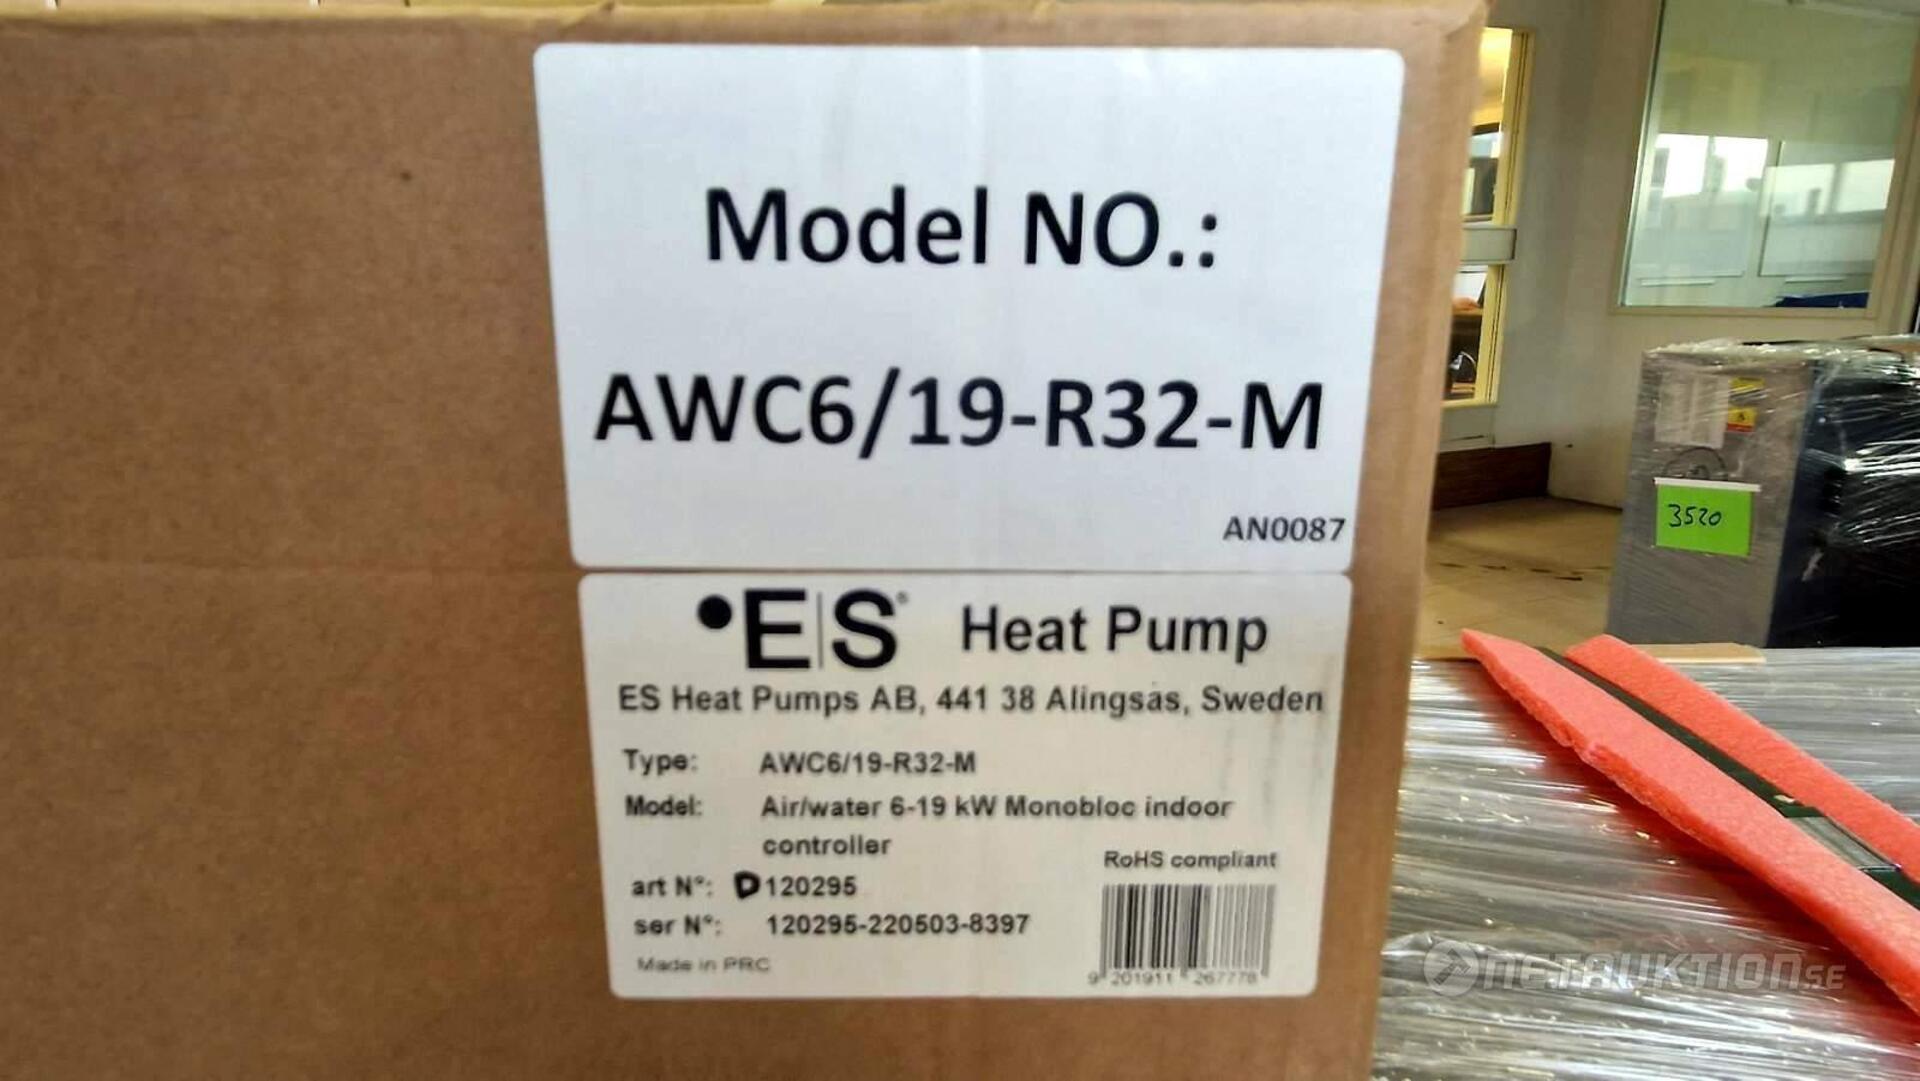 Model NO.:
AWC6/19-R32-M
AN0087
•E|S® Heat Pump
ES Heat Pumps AB, 441 38 Alingsås, Sweden
Type: AWC6/19-R32-M
Model: Air/water 6-19 kW Monobloc indoor
controller
RoHS compliant
art N°: D120295
ser N°: 120295-220503-8397
Made in PRC
9 201911 267778
3520
NETAUKTION.SE